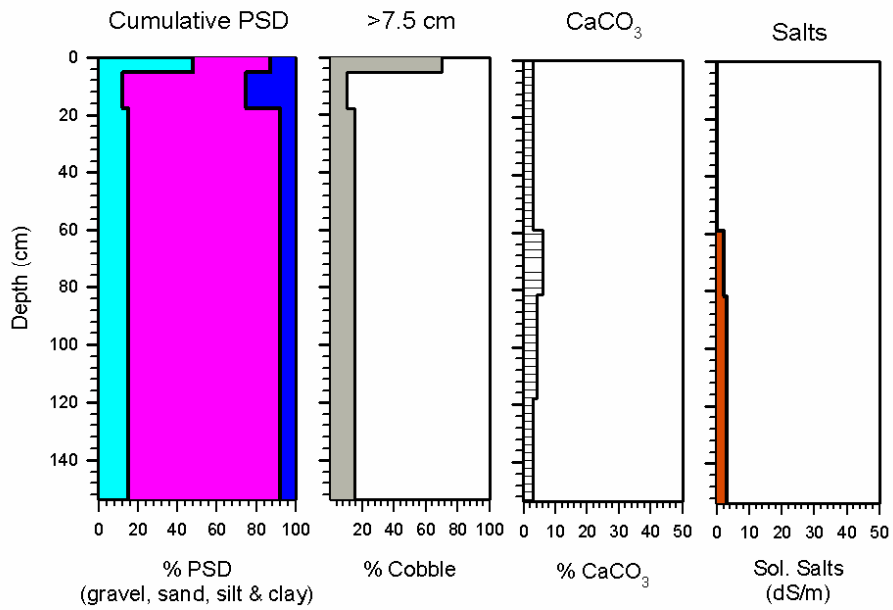 Cumulative PSD
>7.5 cm
CaCO₃
Salts
Depth (cm)
0
20
40
60
80
100
120
140
0 20 40 60 80 100
0 20 40 60 80 100
0 10 20 30 40 50
0 10 20 30 40 50
% PSD
(gravel, sand, silt & clay)
% Cobble
% CaCO₃
Sol. Salts
(dS/m)